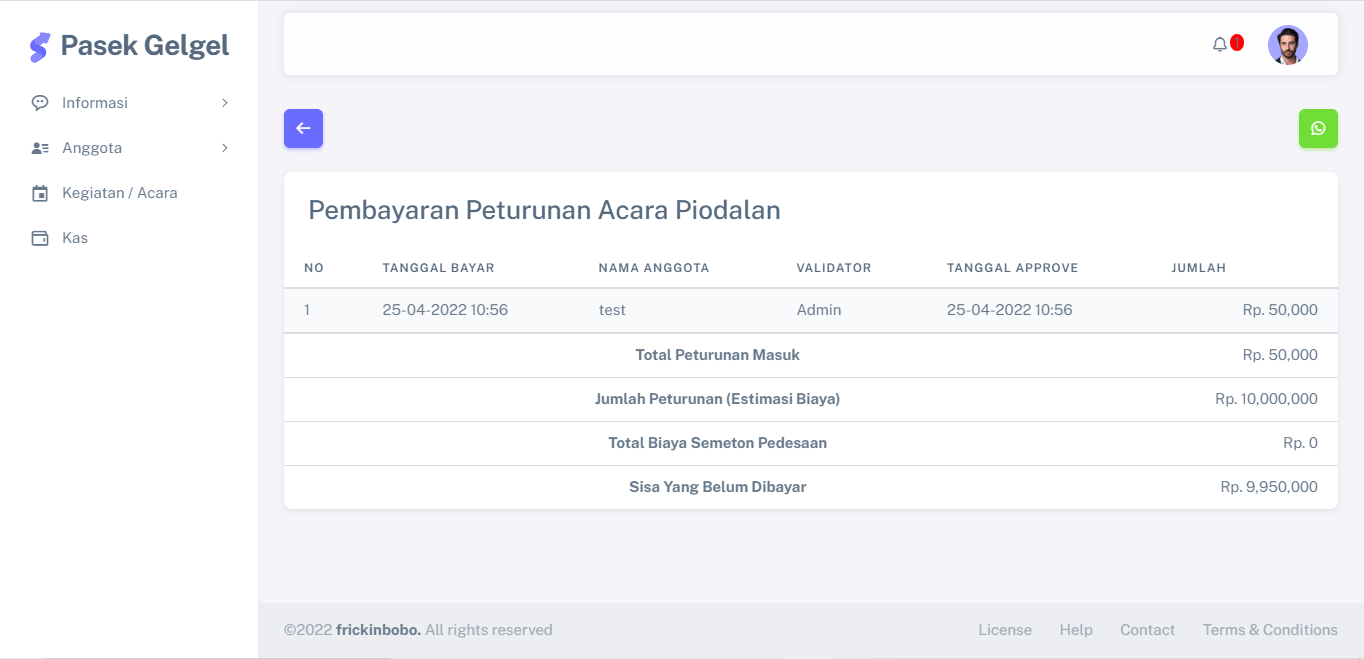 Pasek Gelgel
1
Informasi
Anggota
Kegiatan / Acara
Kas
Pembayaran Peturunan Acara Piodalan
NO TANGGAL BAYAR NAMA ANGGOTA VALIDATOR TANGGAL APPROVE JUMLAH
1 25-04-2022 10:56 test Admin 25-04-2022 10:56 Rp. 50,000
Total Peturunan Masuk Rp. 50,000
Jumlah Peturunan (Estimasi Biaya) Rp. 10,000,000
Total Biaya Semeton Pedesaan Rp. 0
Sisa Yang Belum Dibayar Rp. 9,950,000
©2022 frickinbobo. All rights reserved License Help Contact Terms & Conditions